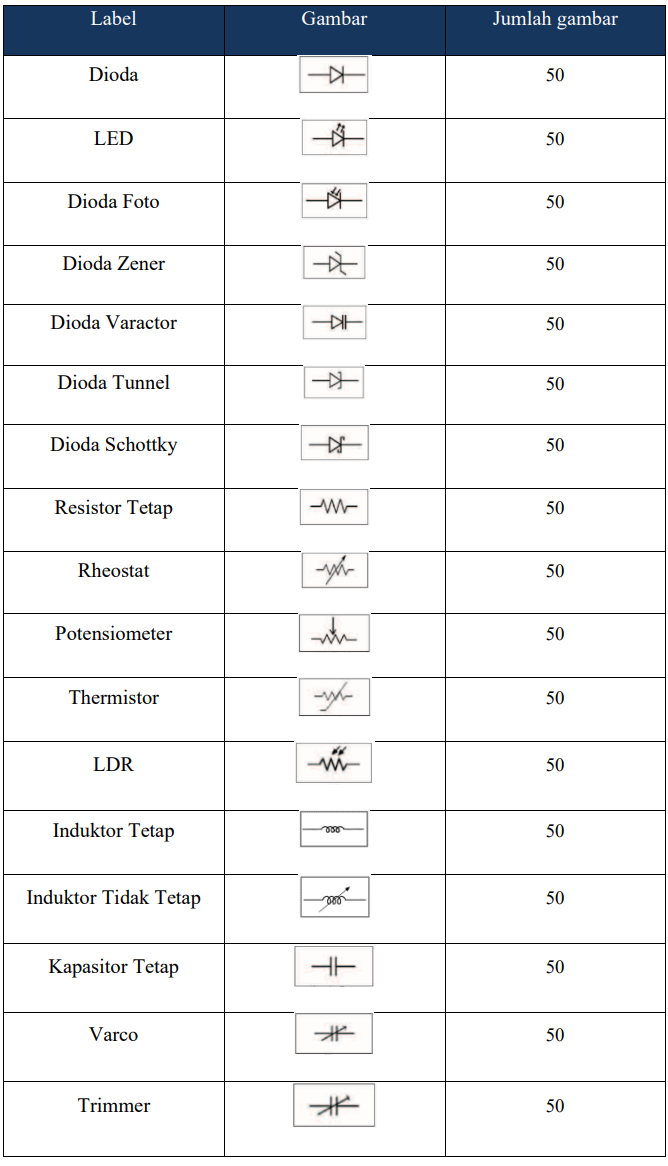 Label Gambar Jumlah gambar
Dioda 50
LED 50
Dioda Foto 50
Dioda Zener 50
Dioda Varactor 50
Dioda Tunnel 50
Dioda Schottky 50
Resistor Tetap 50
Rheostat 50
Potensiometer 50
Thermistor 50
LDR 50
Induktor Tetap 50
Induktor Tidak Tetap 50
Kapasitor Tetap 50
Varco 50
Trimmer 50